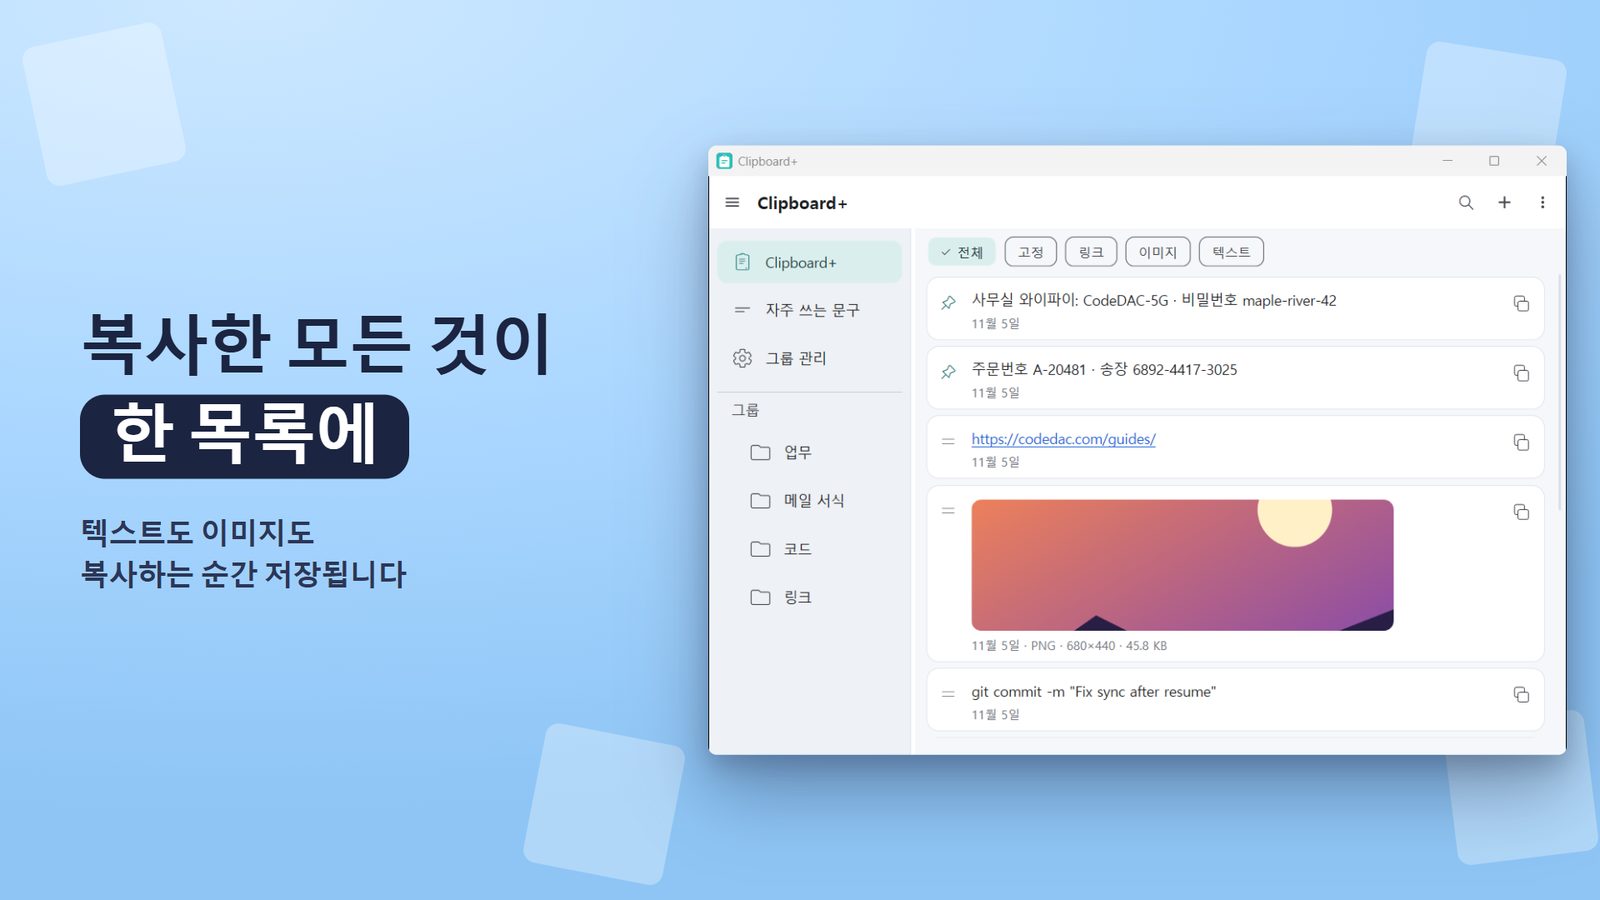 복사한 모든 것이
한 목록에
텍스트도 이미지도
복사하는 순간 저장됩니다
Clipboard+
Clipboard+
Clipboard+
자주 쓰는 문구
그룹 관리
그룹
업무
메일 서식
코드
링크
전체 고정 링크 이미지 텍스트
사무실 와이파이: CodeDAC-5G · 비밀번호 maple-river-42
11월 5일
주문번호 A-20481 · 송장 6892-4417-3025
11월 5일
https://codedac.com/guides/
11월 5일
11월 5일 · PNG · 680×440 · 45.8 KB
git commit -m "Fix sync after resume"
11월 5일